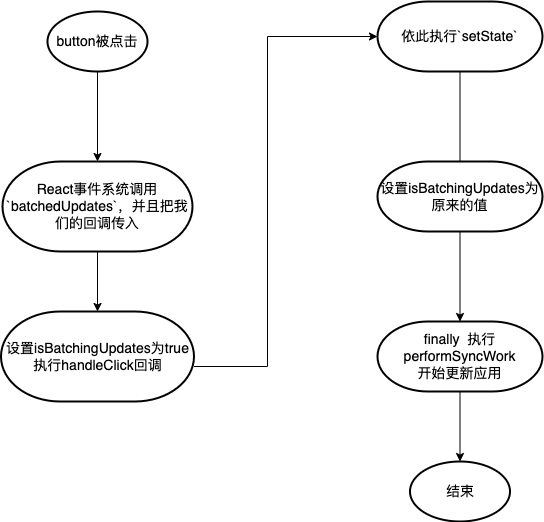 button被点击
React事件系统调用
`batchedUpdates`，并且把我
们的回调传入
设置isBatchingUpdates为true
执行handleClick回调
依此执行`setState`
设置isBatchingUpdates为
原来的值
finally 执行
performSyncWork
开始更新应用
结束